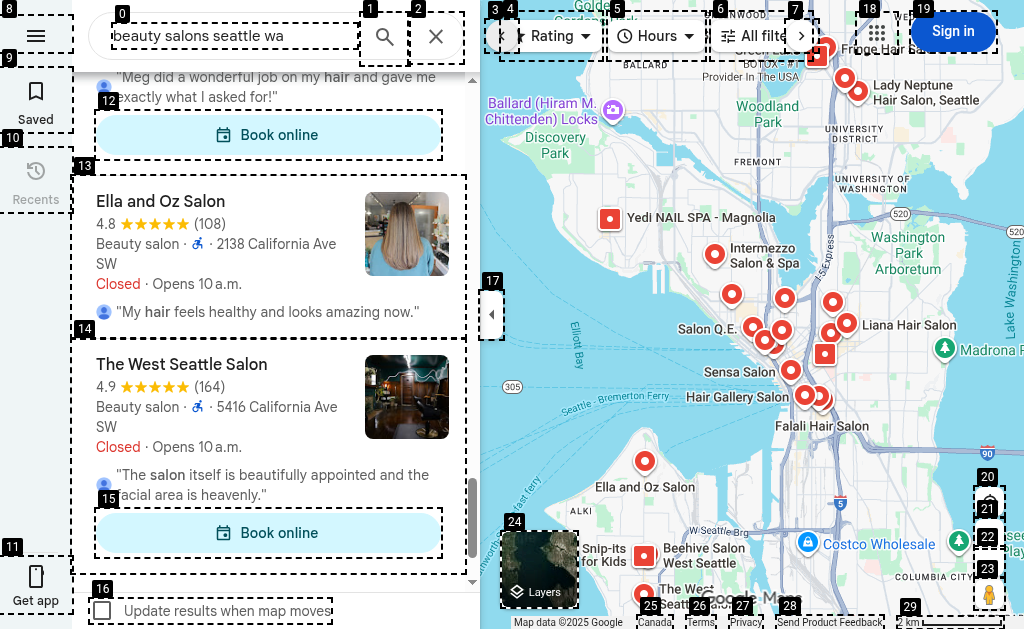 beauty salons seattle wa
Saved
Recents
Get app
"Meg did a wonderful job on my hair and gave me
exactly what I asked for!"
Book online
Ella and Oz Salon
4.8 (108)
Beauty salon · · 2138 California Ave
SW
Closed · Opens 10 a.m.
"My hair feels healthy and looks amazing now."
The West Seattle Salon
4.9 (164)
Beauty salon · · 5416 California Ave
SW
Closed · Opens 10 a.m.
"The salon itself is beautifully appointed and the
facial area is heavenly."
Book online
Update results when map moves
0
1
2
3
4
5
6
7
8
9
10
11
12
13
14
15
16
17
18
19
20
21
22
23
24
25
26
27
28
29
Rating
Hours
All filte
Sign in
BALLARD
BOTOX - #1
Provider In The USA
Fringe Hair
Lady Neptune
Hair Salon, Seattle
Ballard (Hiram M.
Chittenden) Locks
Discovery
Park
Woodland
Park
UNIVERSITY
DISTRICT
FREMONT
UNIVERSITY OF
WASHINGTON
520
520
Yedi NAIL SPA - Magnolia
Washington
Park
Arboretum
Intermezzo
Salon & Spa
I-5 Express
Lake Washington
Salon Q.E.
Liana Hair Salon
Elliott Bay
Madrona
Sensa Salon
305
Seattle - Bremerton Ferry
Hair Gallery Salon
Falali Hair Salon
90
Ella and Oz Salon
ALKI
5
W Seattle Brg
Costco Wholesale
Snip-its
for Kids
Beehive Salon
West Seattle
COLUMBIA CITY
The West
Layers
Google Maps
Map data ©2025 Google
Canada
Terms
Privacy
Send Product Feedback
2 km